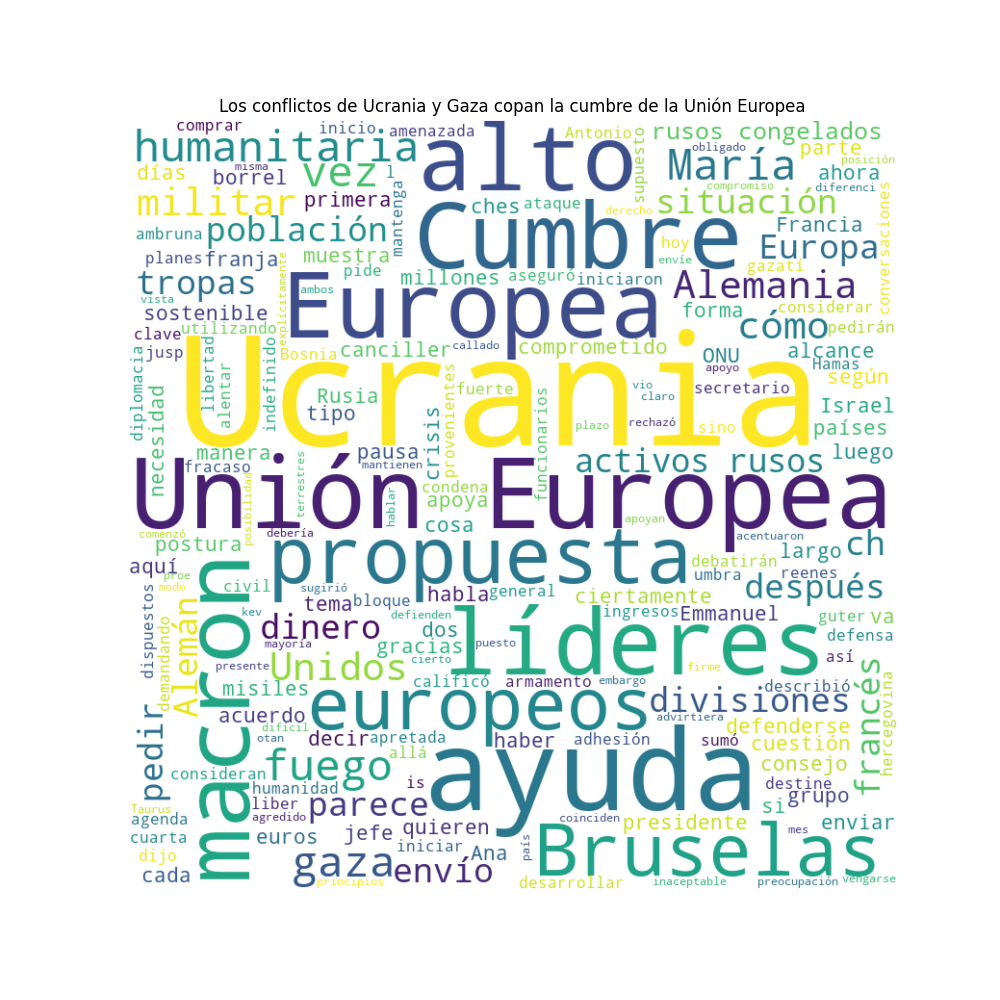 Los conflictos de Ucrania y Gaza copan la cumbre de la Unión Europea
comprar inicio amenazada Antonio supuesto rusos congelados parte posición
humanitaria misma l alto obligado María ahora
días borrel vez compromiso diferenci
militar primera mantenga ches ataque derecho situación conversaciones
ambruna población Cumbre hoy Francia
planes franja muestra pide millones aseguró iniciaron envíe gazatí Europa
tropas explícitamente ambos Europea Alemania considerar
vista sostenible forma cómo pedirán
clave utilizando callado comprometido ONU alcance
jusp libertad alentar indefinido Bosnia canciller apoyo Hamas
diplomacia Ucrania según
necesidad Rusia fuerte vio claro secretario Israel
tipo provenientes funcionarios plazo rechazó sino países
manera pausa crisis activos rusos luego
fracaso mantienen
terrestres condena
posibilidad hablar apoya Unión Europea apoyan
comenzó debería cosa acentuaron
postura propuesta debatirán largo ch
aquí proe modo civil sugirió umbra reenes después
macron kev tema bloque habla general ciertamente
dispuestos demandando Alemán mayoría dinero defienden líderes ingresos Emmanuel guter va
dos puesto defensa
presente Unidos gracias cierto firme así
misiles calificó armamento embargo describió francés
pedir acuerdo europeos divisiones hercegovina
difícil otan advirtiera defenderse
decir apretada haber adhesión sumó cuestión
consideran fuego allá consejo
humanidad is ayuda destine grupo
Taurus liber parece si
agenda agredido coinciden presidente enviar
cuarta euros jefe quieren país mes
dijo iniciar Ana Bruselas
cada gaza envío
principios desarrollar inaceptable preocupación vengarse